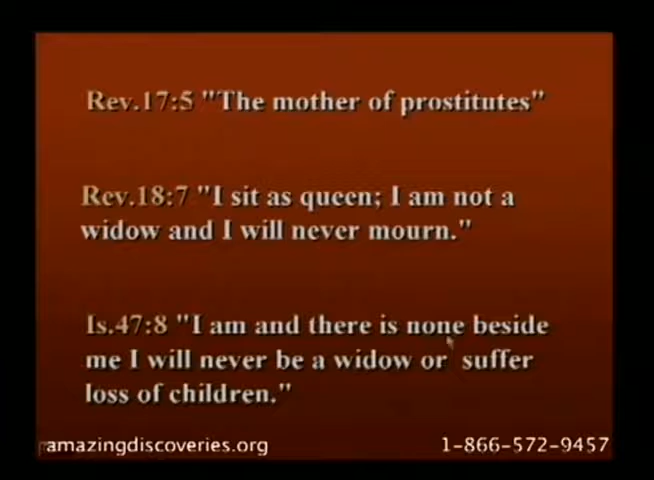 Rev.17:5 "The mother of prostitutes"
Rev.18:7 "I sit as queen; I am not a
widow and I will never mourn."
Is.47:8 "I am and there is none beside
me I will never be a widow or suffer
loss of children."
amazingdiscoveries.org 1-866-572-9457